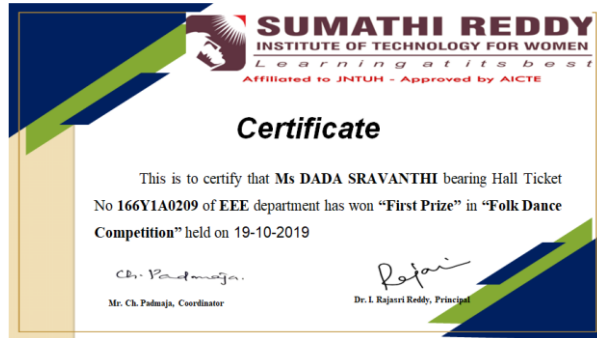 SUMATHI REDDY
INSTITUTE OF TECHNOLOGY FOR WOMEN
Learning at its best
Affiliated to JNTUH - Approved by AICTE
Certificate
This is to certify that Ms DADA SRAVANTHI bearing Hall Ticket
No 166Y1A0209 of EEE department has won “First Prize” in “Folk Dance
Competition” held on 19-10-2019
Ch. Padmaja.
Rajasri
Mr. Ch. Padmaja, Coordinator
Dr. I. Rajasri Reddy, Principal